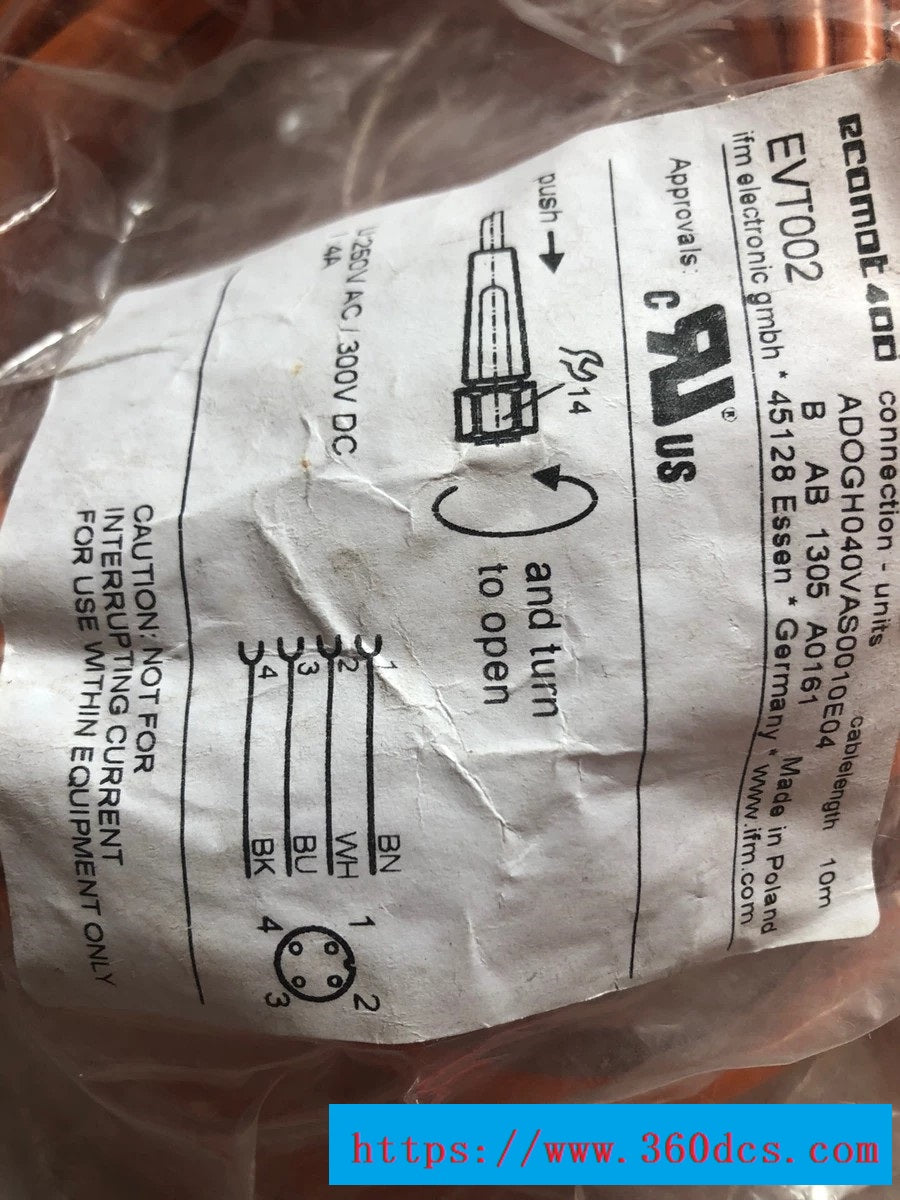 ecomat 400 connection - units
EVT002 ADOGH040VAS0010E04 cablelength 10m
B AB 1305 A0161 Made in Poland
ifm electronic gmbh * 45128 Essen * Germany * www.ifm.com
Approvals: c RU ® US
push
14
and turn
to open
U 250V AC / 300V DC
I 4A
1 BN
2 WH
3 BU
4 BK
1 2
4 3
CAUTION: NOT FOR
INTERRUPTING CURRENT
FOR USE WITHIN EQUIPMENT ONLY
https://www.360dcs.com